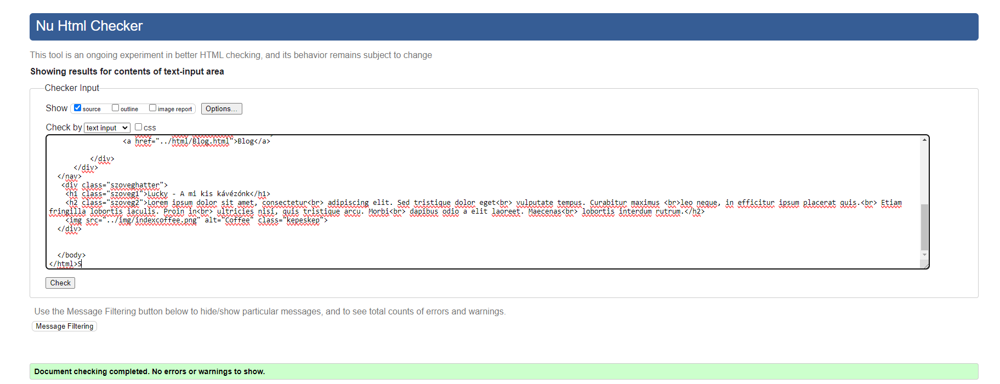 Nu Html Checker
This tool is an ongoing experiment in better HTML checking, and its behavior remains subject to change
Showing results for contents of text-input area
Checker Input
Show source outline image report Options...
Check by text input css
<a href="../html/Blog.html">Blog</a>
</div>
</div>
</nav>
<div class="szoveghatter">
<h1 class="szoveg1">Lucky - A mi kis kávézónk</h1>
<h2 class="szoveg2">Lorem ipsum dolor sit amet, consectetur<br> adipiscing elit. Sed tristique dolor eget<br> vulputate tempus. Curabitur maximus <br>leo neque, in efficitur ipsum placerat quis.<br> Etiam
fringilla lobortis iaculis. Proin in<br> ultricies nisi, quis tristique arcu. Morbi<br> dapibus odio a elit laoreet. Maecenas<br> lobortis interdum rutrum.</h2>
<img src="../img/indexcoffee.png" alt="Coffee" class="kepeskep">
</div>
</body>
</html>S
Check
Use the Message Filtering button below to hide/show particular messages, and to see total counts of errors and warnings.
Message Filtering
Document checking completed. No errors or warnings to show.